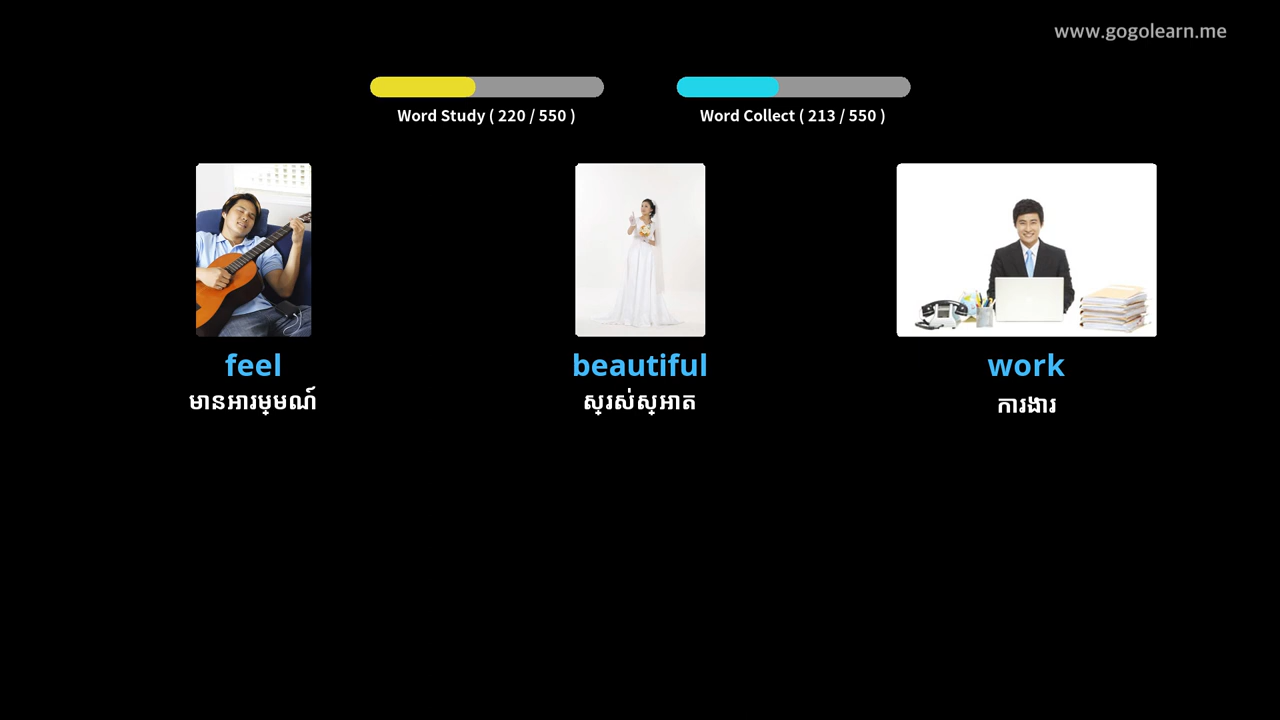 www.gogolearn.me
Word Study ( 220 / 550 )
Word Collect ( 213 / 550 )
feel
beautiful
work
មានអារម្មណ៍
ស្រស់ស្អាត
ការងារ